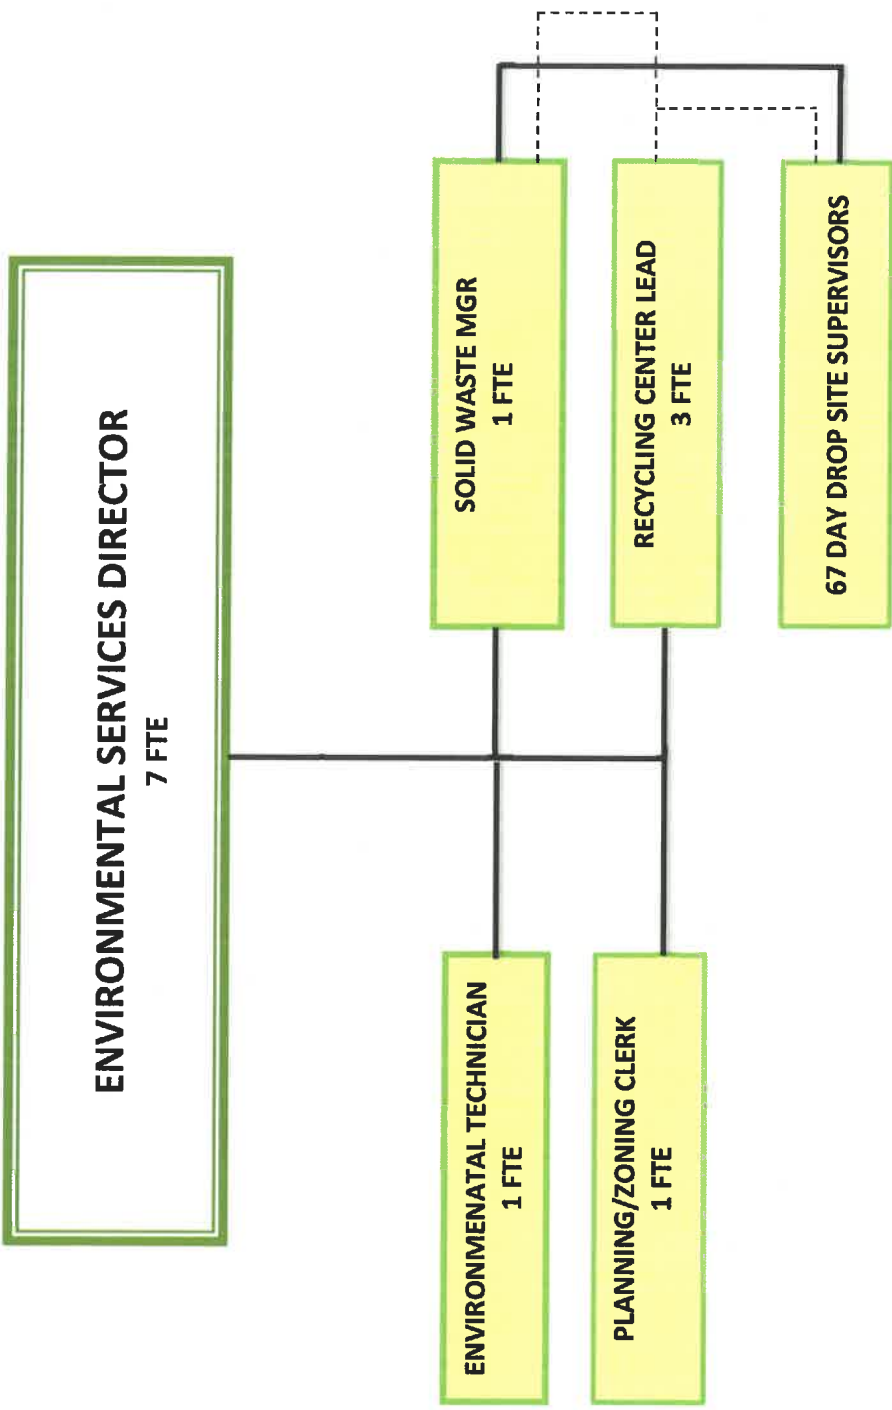 ENVIRONMENTAL SERVICES DIRECTOR
7 FTE
ENVIRONMENATAL TECHNICIAN
1 FTE
SOLID WASTE MGR
1 FTE
PLANNING/ZONING CLERK
1 FTE
RECYCLING CENTER LEAD
3 FTE
67 DAY DROP SITE SUPERVISORS